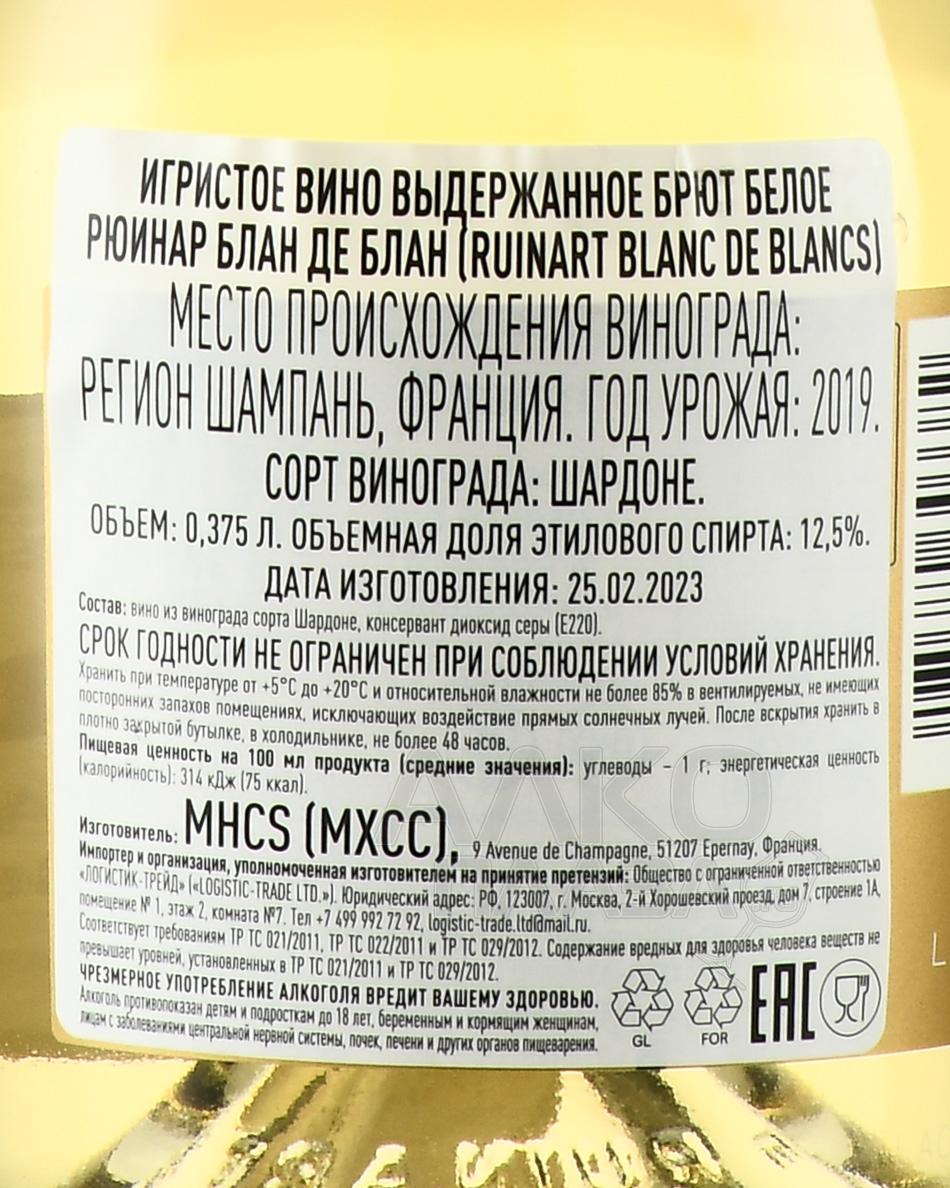 ИГРИСТОЕ ВИНО ВЫДЕРЖАННОЕ БРЮТ БЕЛОЕ
РЮИНАР БЛАН ДЕ БЛАН (RUINART BLANC DE BLANCS)
МЕСТО ПРОИСХОЖДЕНИЯ ВИНОГРАДА:
РЕГИОН ШАМПАНЬ, ФРАНЦИЯ. ГОД УРОЖАЯ: 2019.
СОРТ ВИНОГРАДА: ШАРДОНЕ.
ОБЪЕМ: 0,375 Л. ОБЪЕМНАЯ ДОЛЯ ЭТИЛОВОГО СПИРТА: 12,5%.
ДАТА ИЗГОТОВЛЕНИЯ: 25.02.2023
Состав: вино из винограда сорта Шардоне, консервант диоксид серы (Е220).
СРОК ГОДНОСТИ НЕ ОГРАНИЧЕН ПРИ СОБЛЮДЕНИИ УСЛОВИЙ ХРАНЕНИЯ.
Хранить при температуре от +5°С до +20°С и относительной влажности не более 85% в вентилируемых, не имеющих
посторонних запахов помещениях, исключающих воздействие прямых солнечных лучей. После вскрытия хранить в
плотно закрытой бутылке, в холодильнике, не более 48 часов.
Пищевая ценность на 100 мл продукта (средние значения): углеводы – 1 г; энергетическая ценность
(калорийность): 314 кДж (75 ккал).
Изготовитель: MHCS (МХСС), 9 Avenue de Champagne, 51207 Epernay, Франция.
Импортер и организация, уполномоченная изготовителем на принятие претензий: Общество с ограниченной ответственностью
«ЛОГИСТИК-ТРЕЙД» («LOGISTIC-TRADE LTD.»). Юридический адрес: РФ, 123007, г. Москва, 2-й Хорошевский проезд, дом 7, строение 1А,
помещение № 1, этаж 2, комната №7. Тел +7 499 992 72 92, logistic-trade.ltd@mail.ru.
Соответствует требованиям ТР ТС 021/2011, ТР ТС 022/2011 и ТР ТС 029/2012. Содержание вредных для здоровья человека веществ не
превышает уровней, установленных в ТР ТС 021/2011 и ТР ТС 029/2012.
ЧРЕЗМЕРНОЕ УПОТРЕБЛЕНИЕ АЛКОГОЛЯ ВРЕДИТ ВАШЕМУ ЗДОРОВЬЮ.
Алкоголь противопоказан детям и подросткам до 18 лет, беременным и кормящим женщинам,
лицам с заболеваниями центральной нервной системы, почек, печени и других органов пищеварения.
GL FOR EAC
L